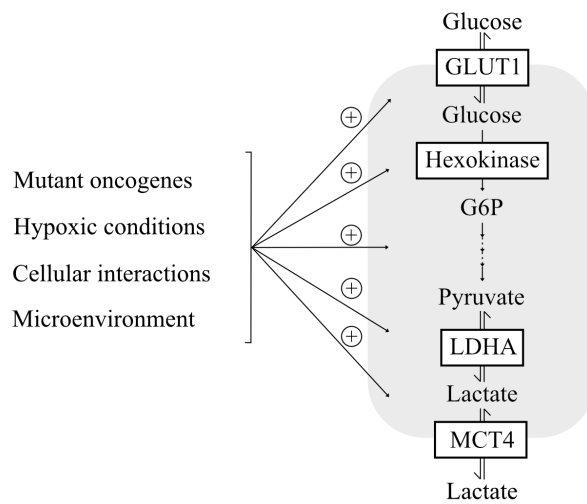 Glucose
GLUT1
Glucose
Hexokinase
G6P
Pyruvate
LDHA
Lactate
MCT4
Lactate
Mutant oncogenes
Hypoxic conditions
Cellular interactions
Microenvironment
+
+
+
+
+